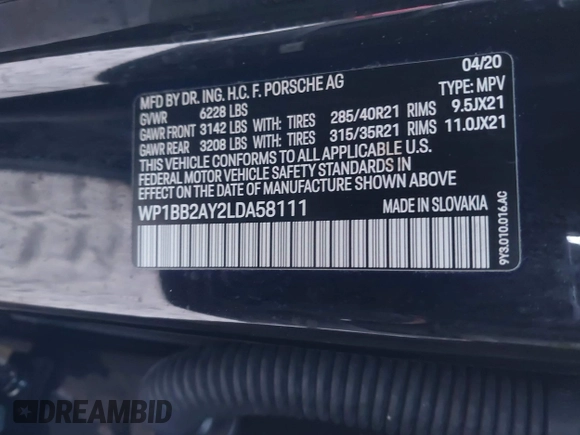 04/20
MFD BY DR. ING. H.C. F. PORSCHE AG
TYPE: MPV
GVWR 6228 LBS
GAWR FRONT 3142 LBS WITH: TIRES 285/40R21 RIMS 9.5JX21
GAWR REAR 3208 LBS WITH: TIRES 315/35R21 RIMS 11.0JX21
THIS VEHICLE CONFORMS TO ALL APPLICABLE U.S.
FEDERAL MOTOR VEHICLE SAFETY STANDARDS IN
EFFECT ON THE DATE OF MANUFACTURE SHOWN ABOVE
WP1BB2AY2LDA58111 MADE IN SLOVAKIA
9Y3.010.016.AC
DREAMBID